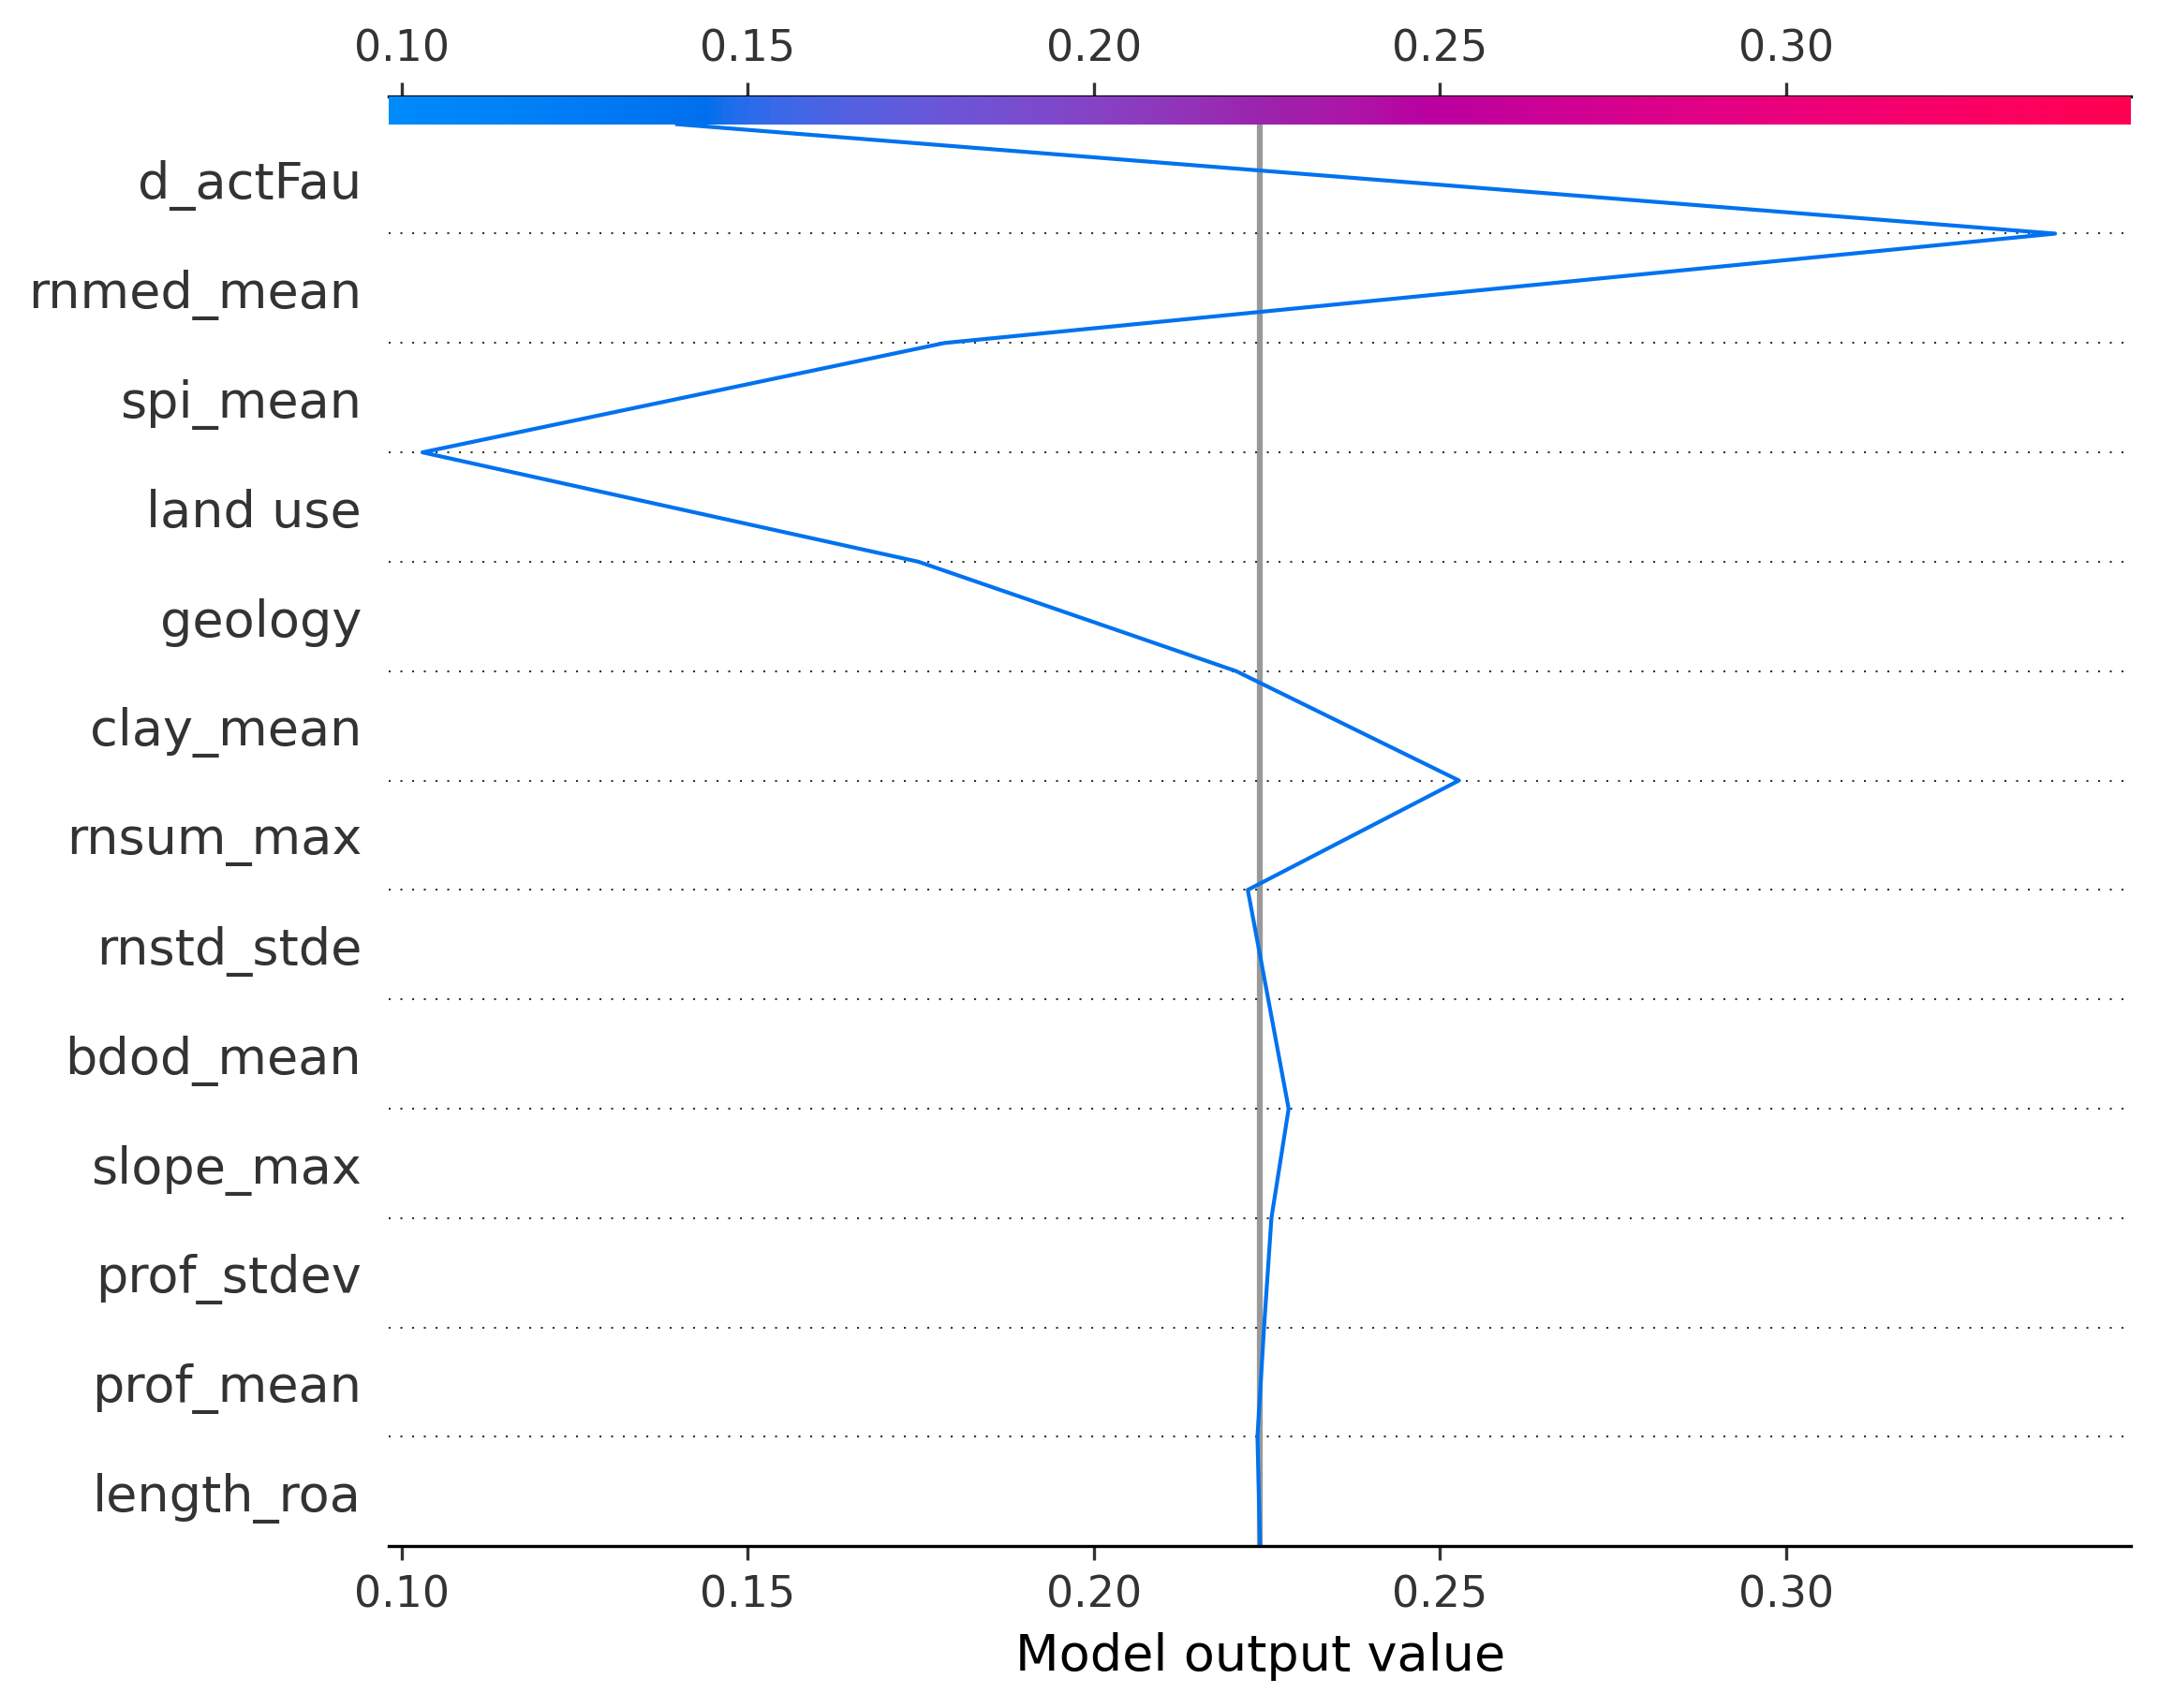 0.10 0.15 0.20 0.25 0.30
d_actFau
rnmed_mean
spi_mean
land use
geology
clay_mean
rnsum_max
rnstd_stde
bdod_mean
slope_max
prof_stdev
prof_mean
length_roa
0.10 0.15 0.20 0.25 0.30
Model output value